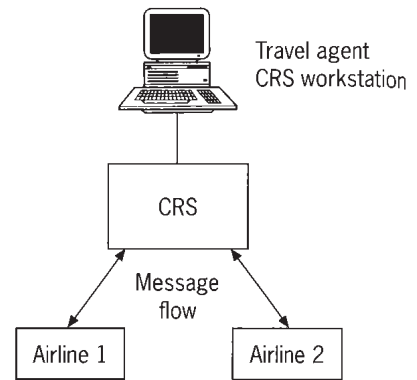 Travel agent
CRS workstation
CRS
Message
flow
Airline 1
Airline 2